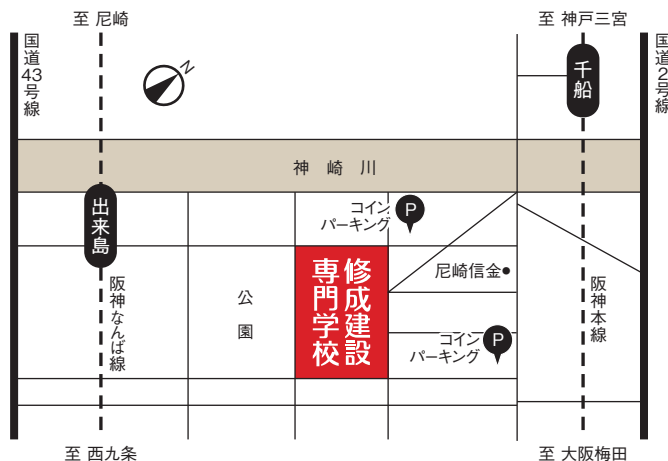 至 尼崎
至 神戸三宮
国道43号線
N
千船
国道2号線
神崎川
出来島
コイン
パーキング
P
修成建設
専門学校
尼崎信金
公園
阪神なんば線
阪神本線
コイン
パーキング
P
至 西九条
至 大阪梅田